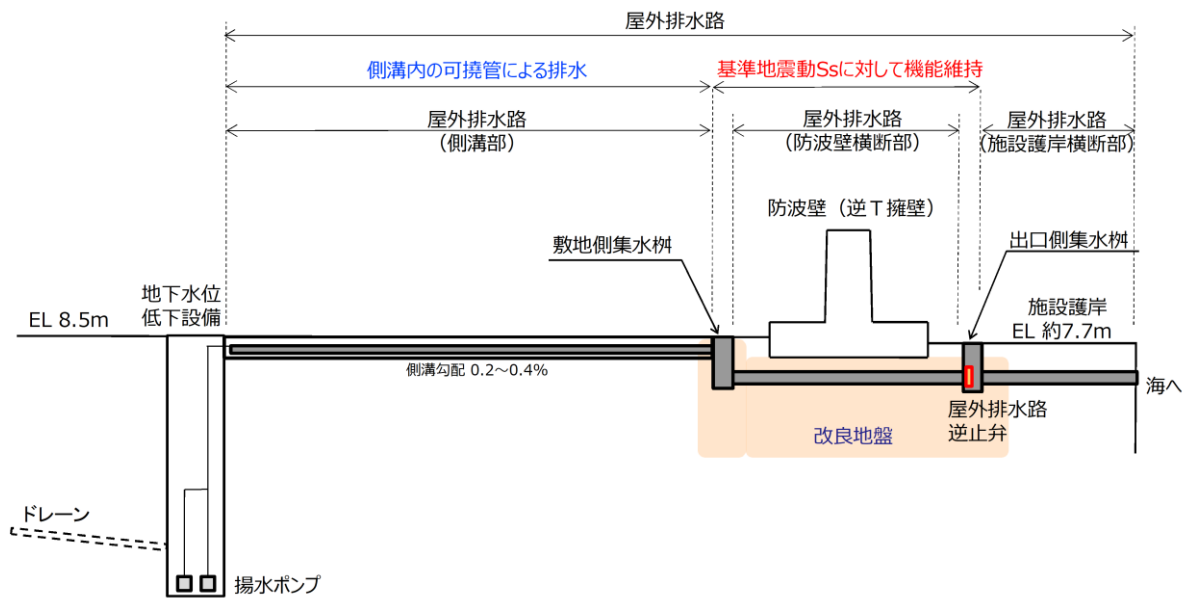 屋外排水路
側溝内の可撓管による排水
基準地震動Ssに対して機能維持
屋外排水路
(側溝部)
屋外排水路
(防波壁横断部)
屋外排水路
(施設護岸横断部)
防波壁(逆T擁壁)
敷地側集水桝
出口側集水桝
地下水位
低下設備
EL 8.5m
施設護岸
EL 約7.7m
側溝勾配 0.2～0.4%
海へ
屋外排水路
逆止弁
改良地盤
ドレーン
揚水ポンプ